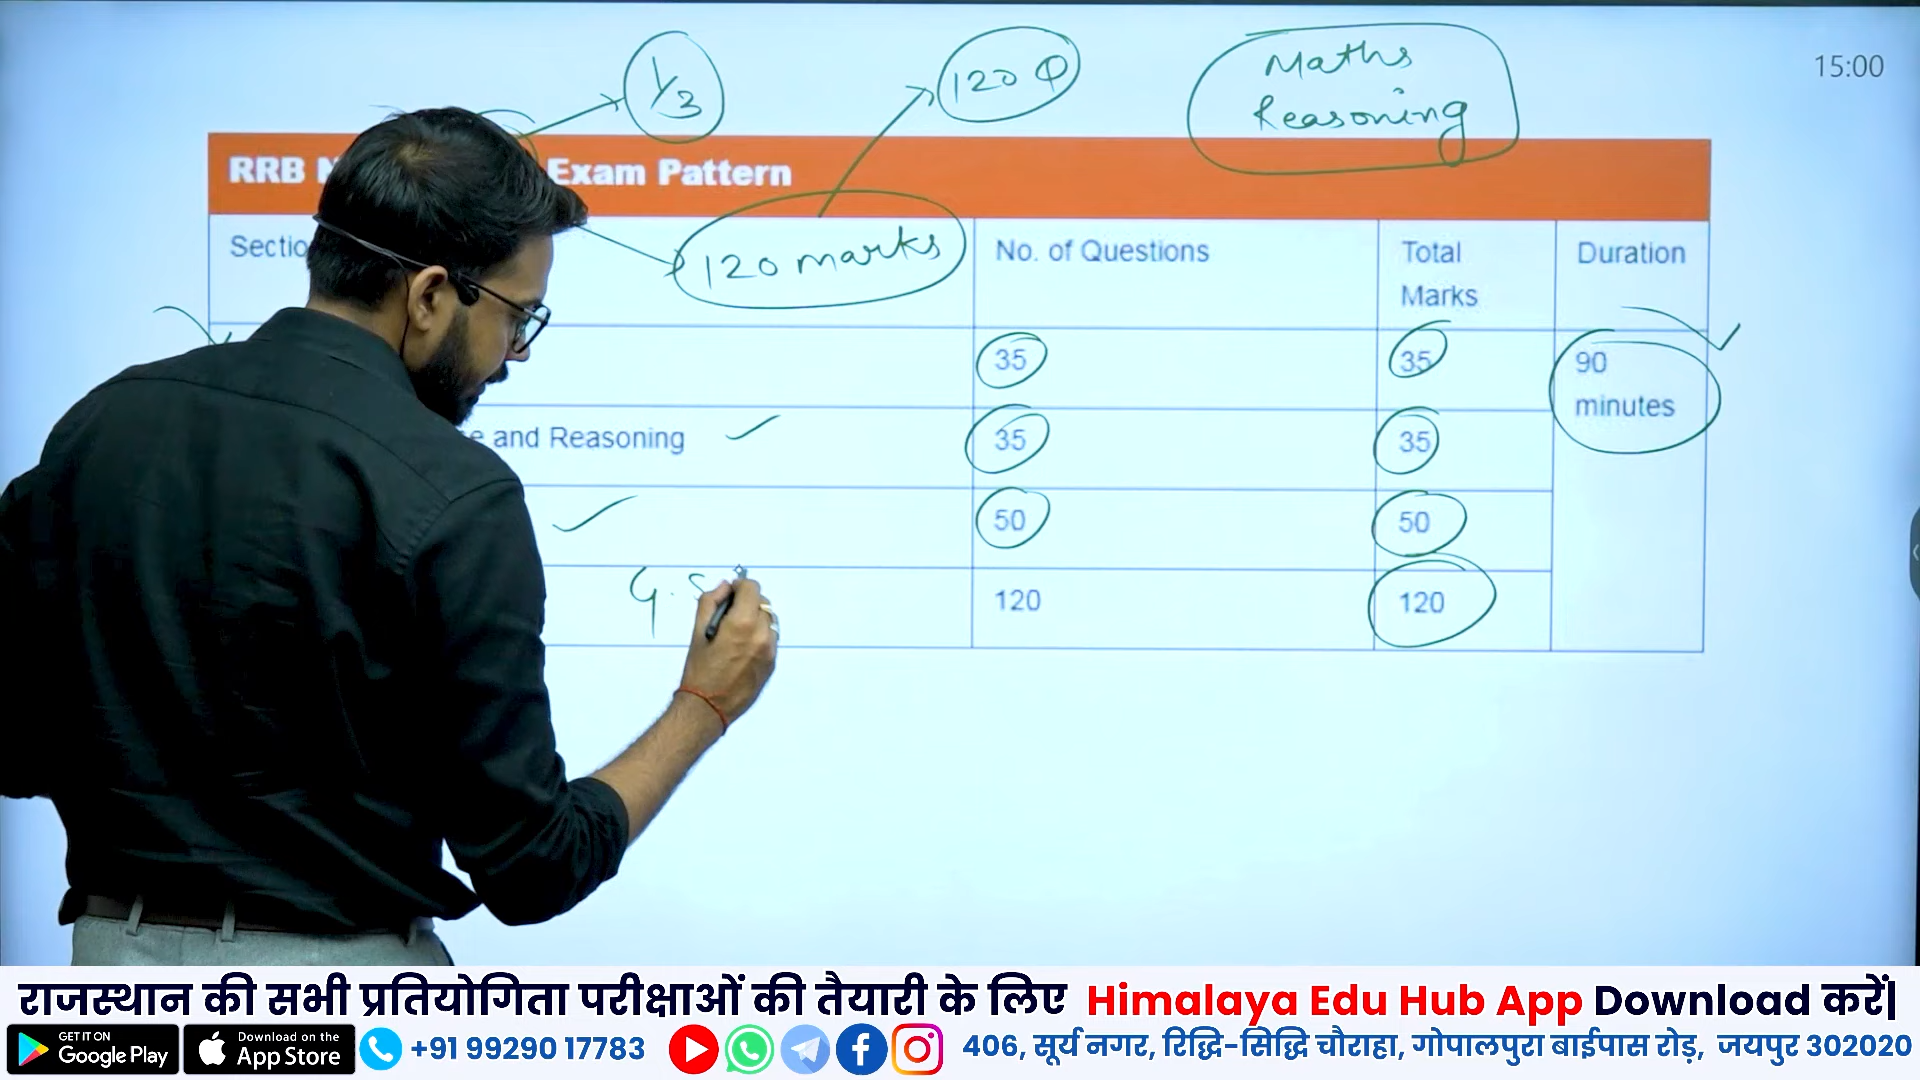 1/3
120 Q
Maths
Reasoning
15:00
RRB Exam Pattern
120 marks
No. of Questions
Total
Marks
Duration
35
35
90
minutes
and Reasoning
35
35
50
50
G.S
120
120
राजस्थान की सभी प्रतियोगिता परीक्षाओं की तैयारी के लिए Himalaya Edu Hub App Download करें|
GET IT ON
Google Play
Download on the
App Store
+91 99290 17783
406, सूर्य नगर, रिद्धि-सिद्धि चौराहा, गोपालपुरा बाईपास रोड़, जयपुर 302020